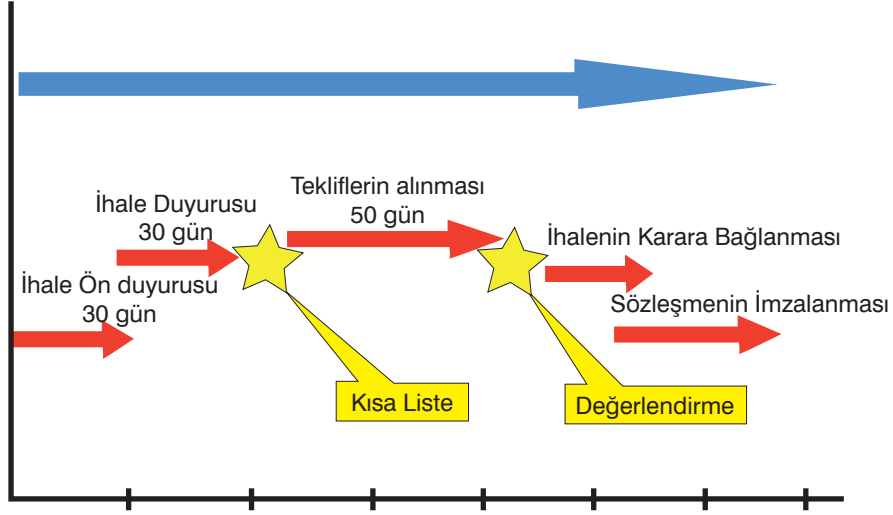 Tekliflerin alınması
50 gün
İhale Duyurusu
30 gün
İhalenin Karara Bağlanması
İhale Ön duyurusu
30 gün
Sözleşmenin İmzalanması
Kısa Liste
Değerlendirme